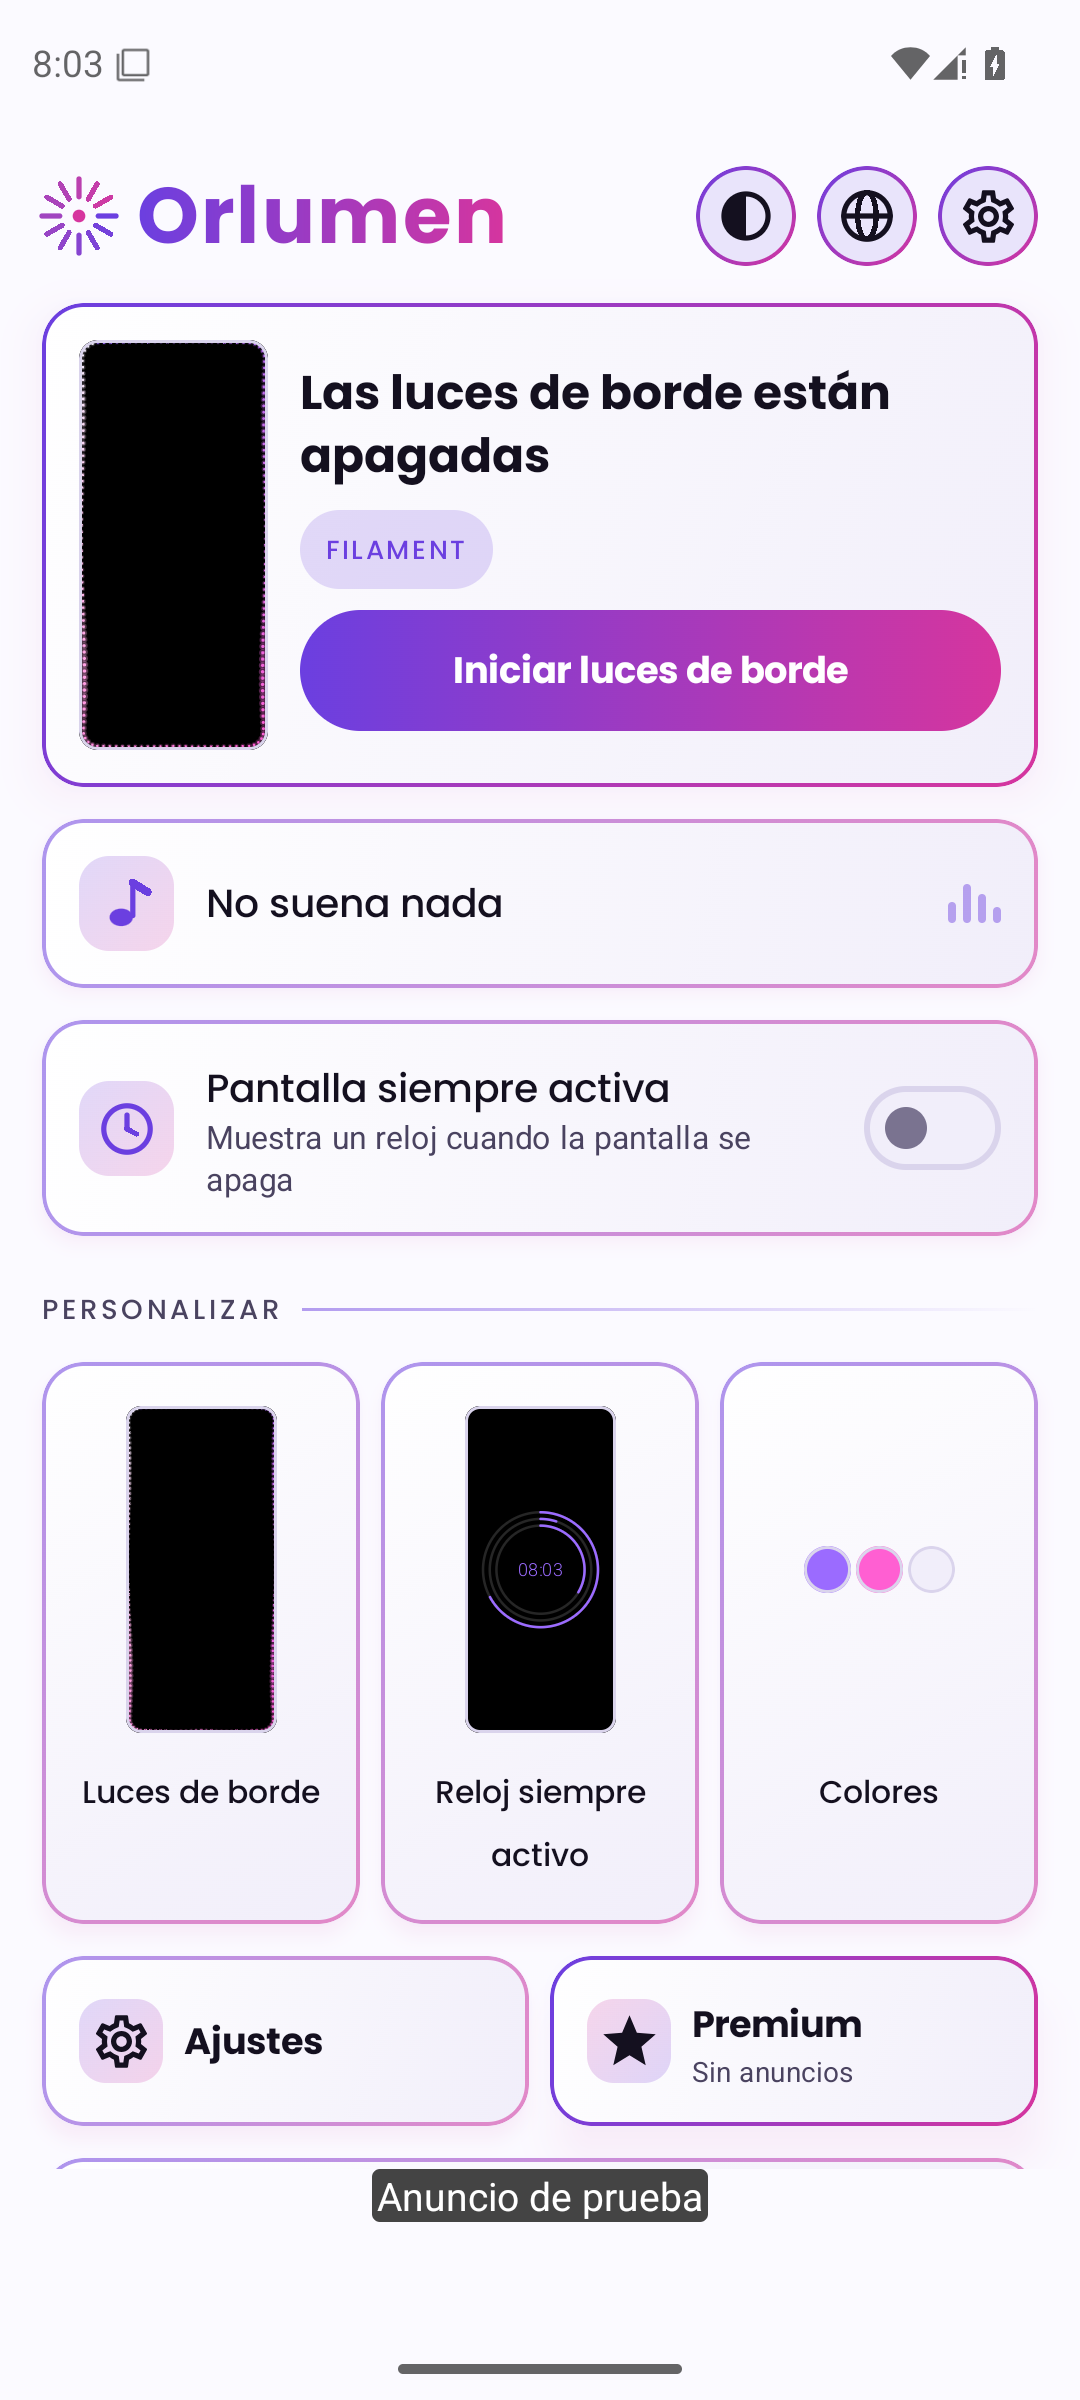 8:03
Orlumen
Las luces de borde están
apagadas
FILAMENT
Iniciar luces de borde
No suena nada
Pantalla siempre activa
Muestra un reloj cuando la pantalla se
apaga
PERSONALIZAR
08:03
Luces de borde
Reloj siempre
activo
Colores
Ajustes
Premium
Sin anuncios
Anuncio de prueba